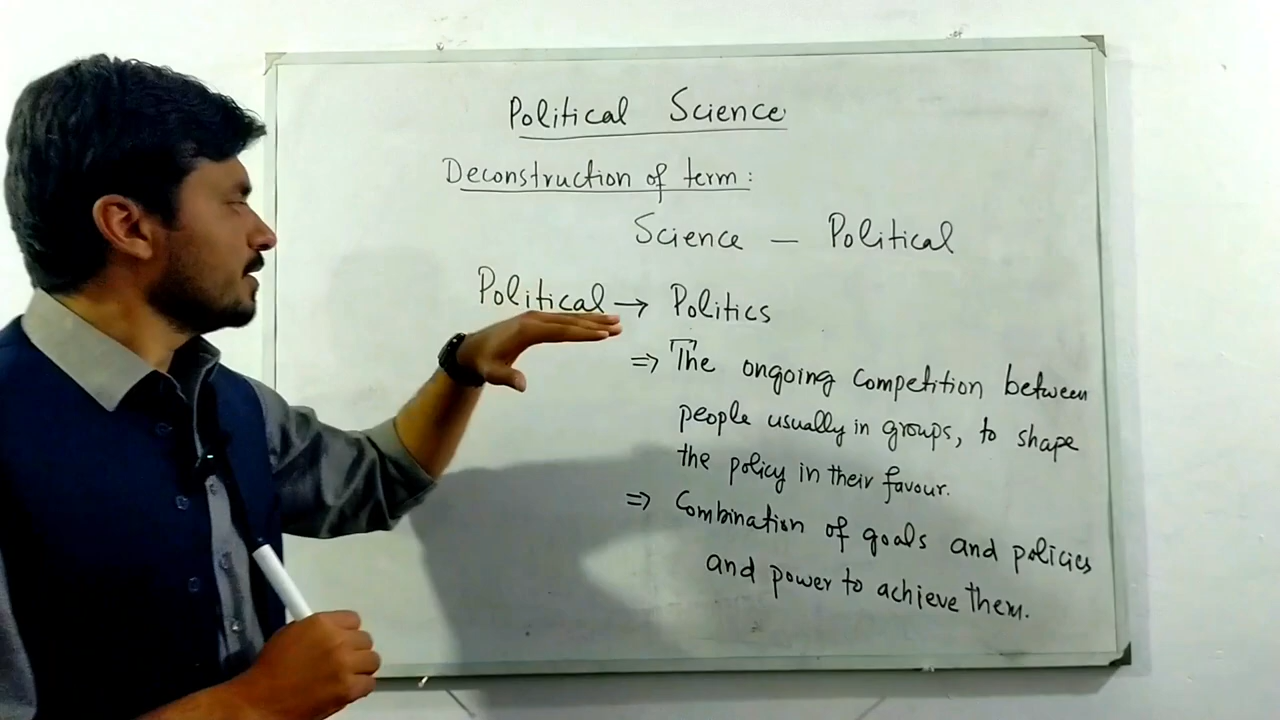 Political Science
Deconstruction of term:
Science — Political
Political → Politics
⇒ The ongoing competition between
people usually in groups, to shape
the policy in their favour.
⇒ Combination of goals and policies
and power to achieve them.